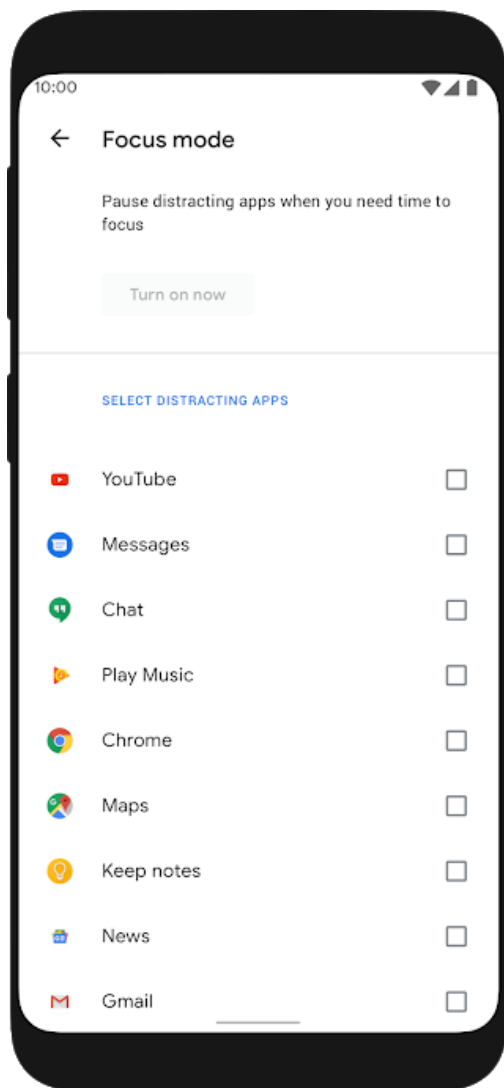 10:00
Focus mode
Pause distracting apps when you need time to
focus
Turn on now
SELECT DISTRACTING APPS
YouTube
Messages
Chat
Play Music
Chrome
Maps
Keep notes
News
Gmail